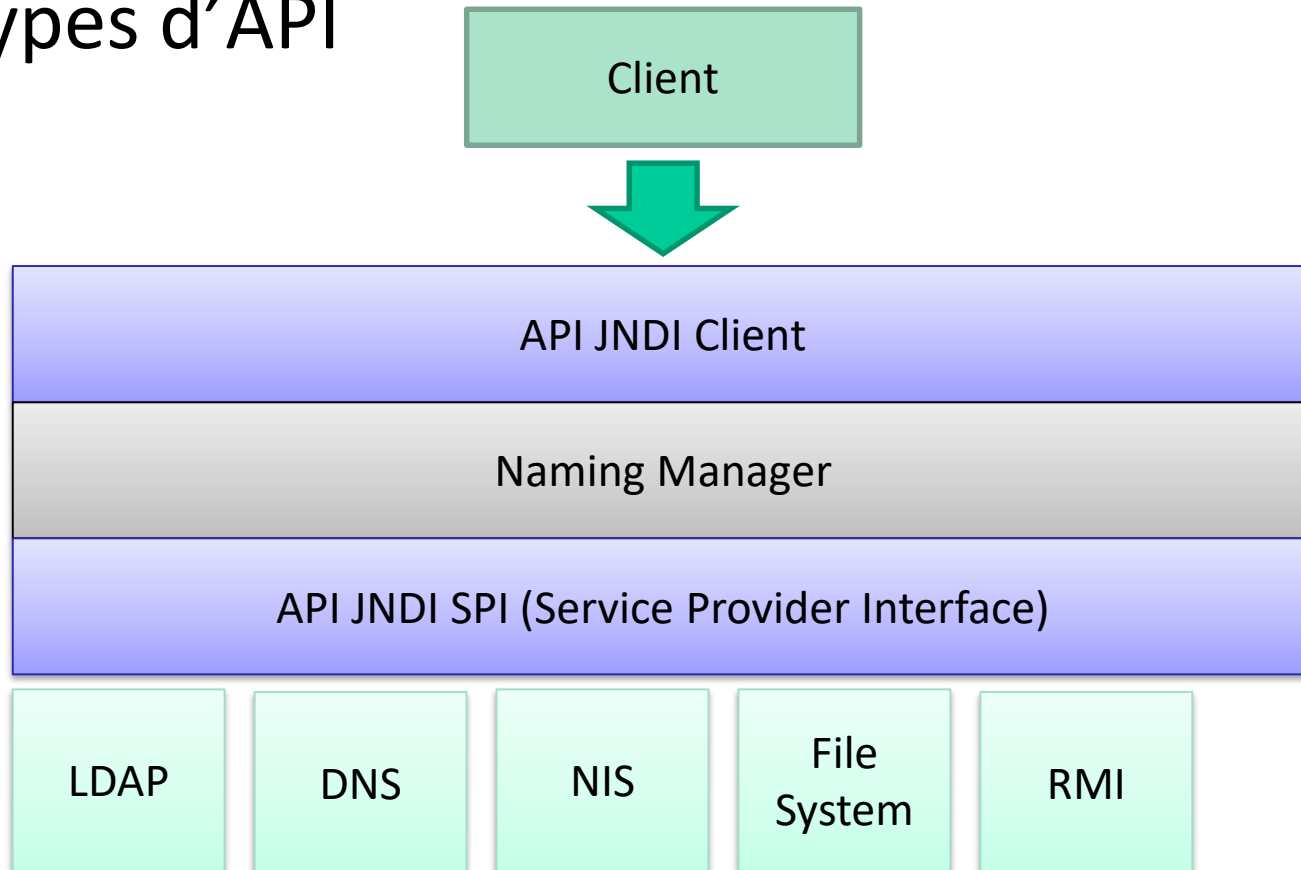 ypes d’API
Client
API JNDI Client
Naming Manager
API JNDI SPI (Service Provider Interface)
LDAP
DNS
NIS
File
System
RMI